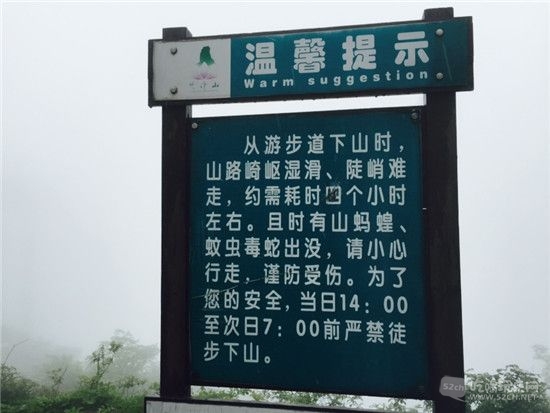 温馨提示
Warm suggestion
从游步道下山时，
山路崎岖湿滑、陡峭难
走，约需耗时四个小时
左右。且时有山蚂蝗、
蚊虫毒蛇出没，请小心
行走，谨防受伤。为了
您的安全，当日14：00
至次日7：00前严禁徒
步下山。